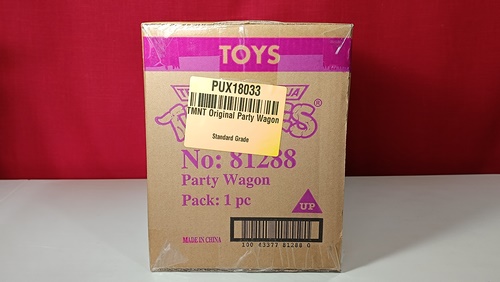 TOYS
PUX18033
TMNT Original Party Wagon
Standard Grade
®
No: 81288
Party Wagon
Pack: 1 pc
UP
MADE IN CHINA
100 43377 81288 0